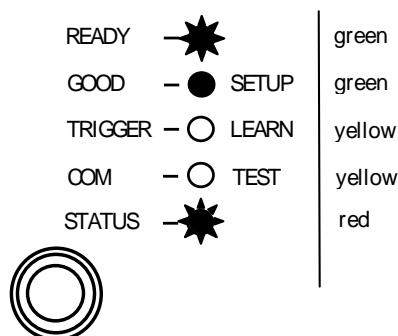 READY green
GOOD SETUP green
TRIGGER LEARN yellow
COM TEST yellow
STATUS red